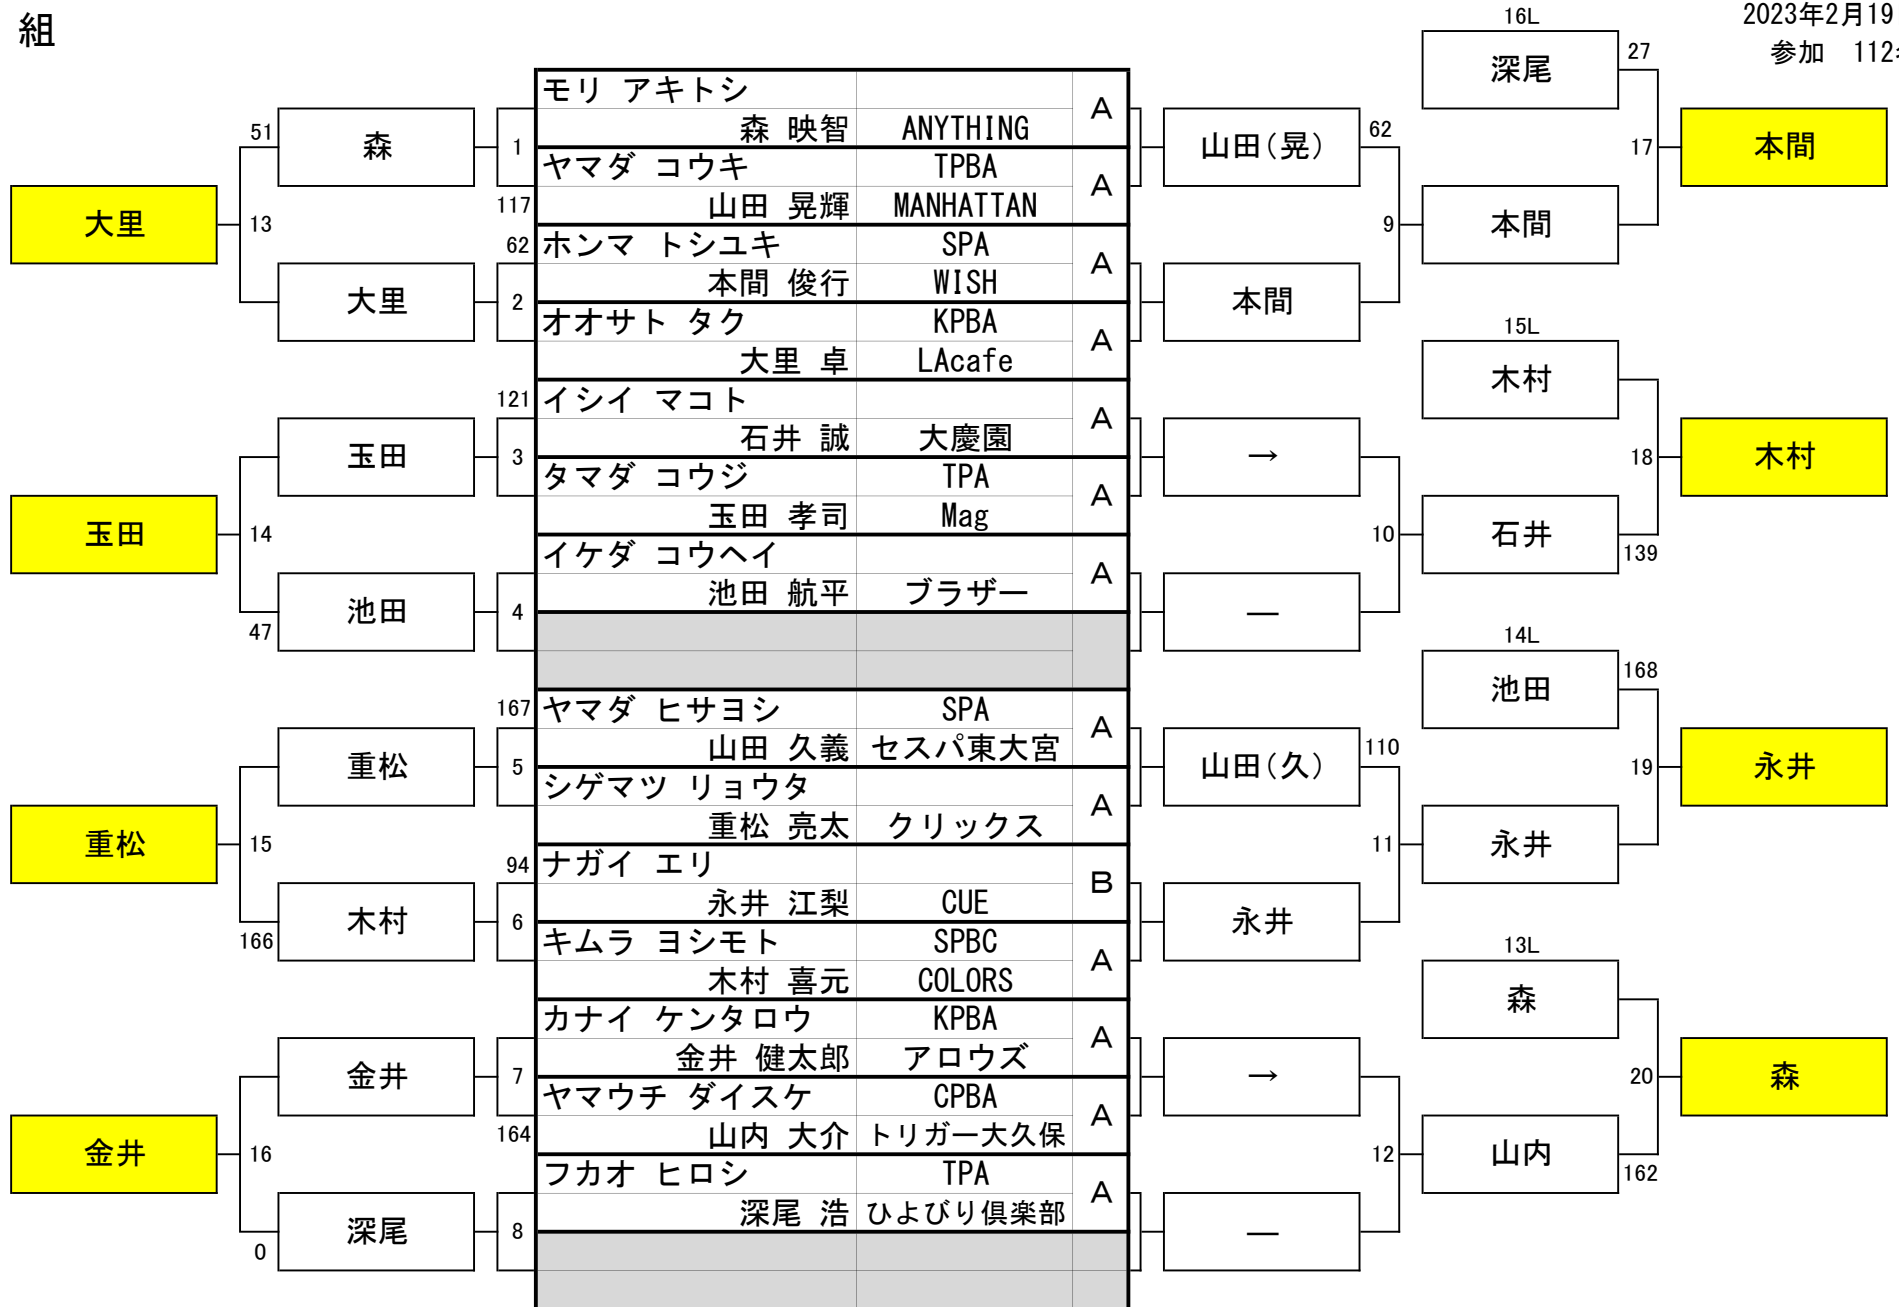 組
2023年2月19
参加 112
大里
玉田
重松
金井
13
14
15
16
51
47
166
0
森
大里
玉田
池田
重松
木村
金井
深尾
1
117
62
2
121
3
4
167
5
94
6
7
164
8
モリ アキトシ
森 映智 ANYTHING A
ヤマダ コウキ TPBA
山田 晃輝 MANHATTAN A
ホンマ トシユキ SPA
本間 俊行 WISH A
オオサト タク KPBA
大里 卓 LAcafe A
イシイ マコト
石井 誠 大慶園 A
タマダ コウジ TPA
玉田 孝司 Mag A
イケダ コウヘイ
池田 航平 ブラザー A
ヤマダ ヒサヨシ SPA
山田 久義 セスパ東大宮 A
シゲマツ リョウタ
重松 亮太 クリックス A
ナガイ エリ
永井 江梨 CUE B
キムラ ヨシモト SPBC
木村 喜元 COLORS A
カナイ ケンタロウ KPBA
金井 健太郎 アロウズ A
ヤマウチ ダイスケ CPBA
山内 大介 トリガー大久保 A
フカオ ヒロシ TPA
深尾 浩 ひよびり倶楽部 A
山田(晃)
本間
→
―
山田(久)
永井
→
―
62
9
10
110
11
12
16L
深尾
27
本間
15L
木村
石井
139
14L
池田
168
永井
13L
森
山内
162
17
18
19
20
本間
木村
永井
森